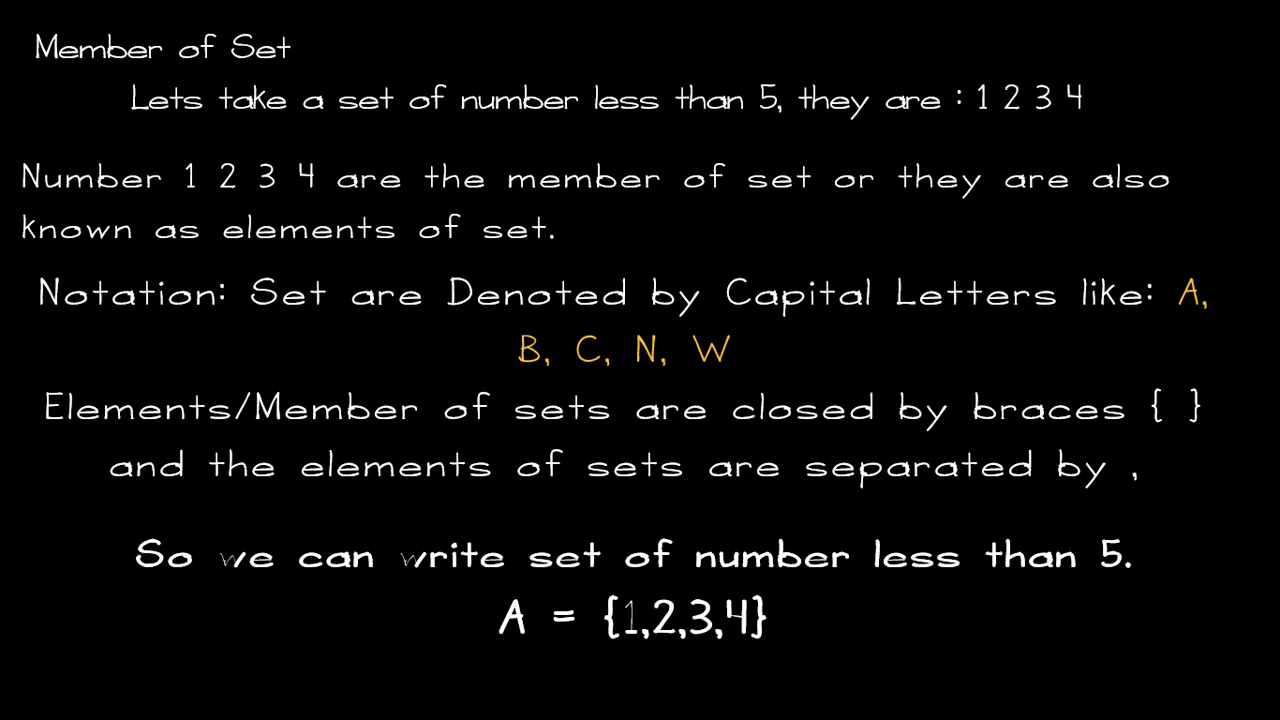 Member of Set
Lets take a set of number less than 5, they are : 1 2 3 4
Number 1 2 3 4 are the member of set or they are also
known as elements of set.
Notation: Set are Denoted by Capital Letters like: A,
B, C, N, W
Elements/Member of sets are closed by braces { }
and the elements of sets are separated by ,
So we can write set of number less than 5.
A = {1,2,3,4}